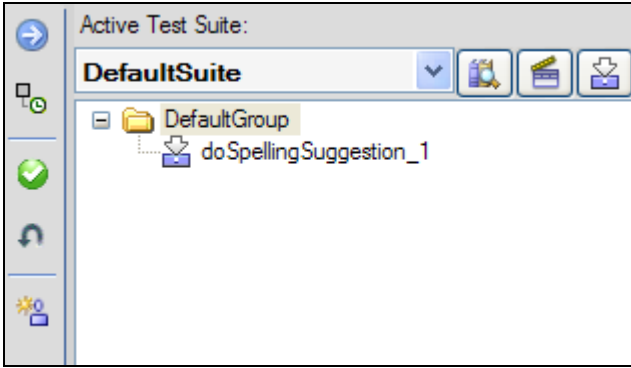 Active Test Suite:
DefaultSuite
DefaultGroup
doSpellingSuggestion_1